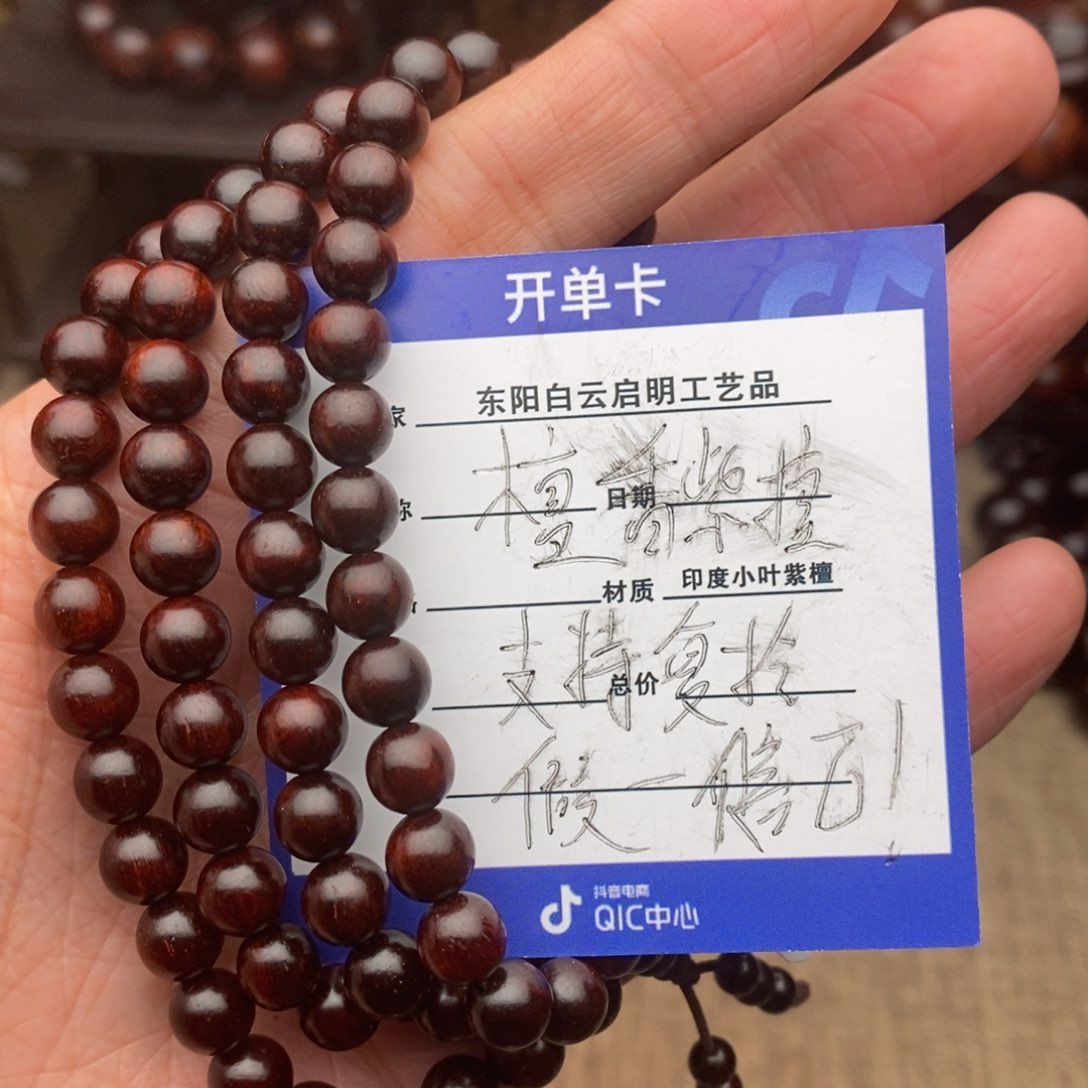 开单卡
家 东阳白云启明工艺品
檀香紫檀
称 日期
材质 印度小叶紫檀
支持复检
总价
假一赔百!
抖音电商
QIC中心